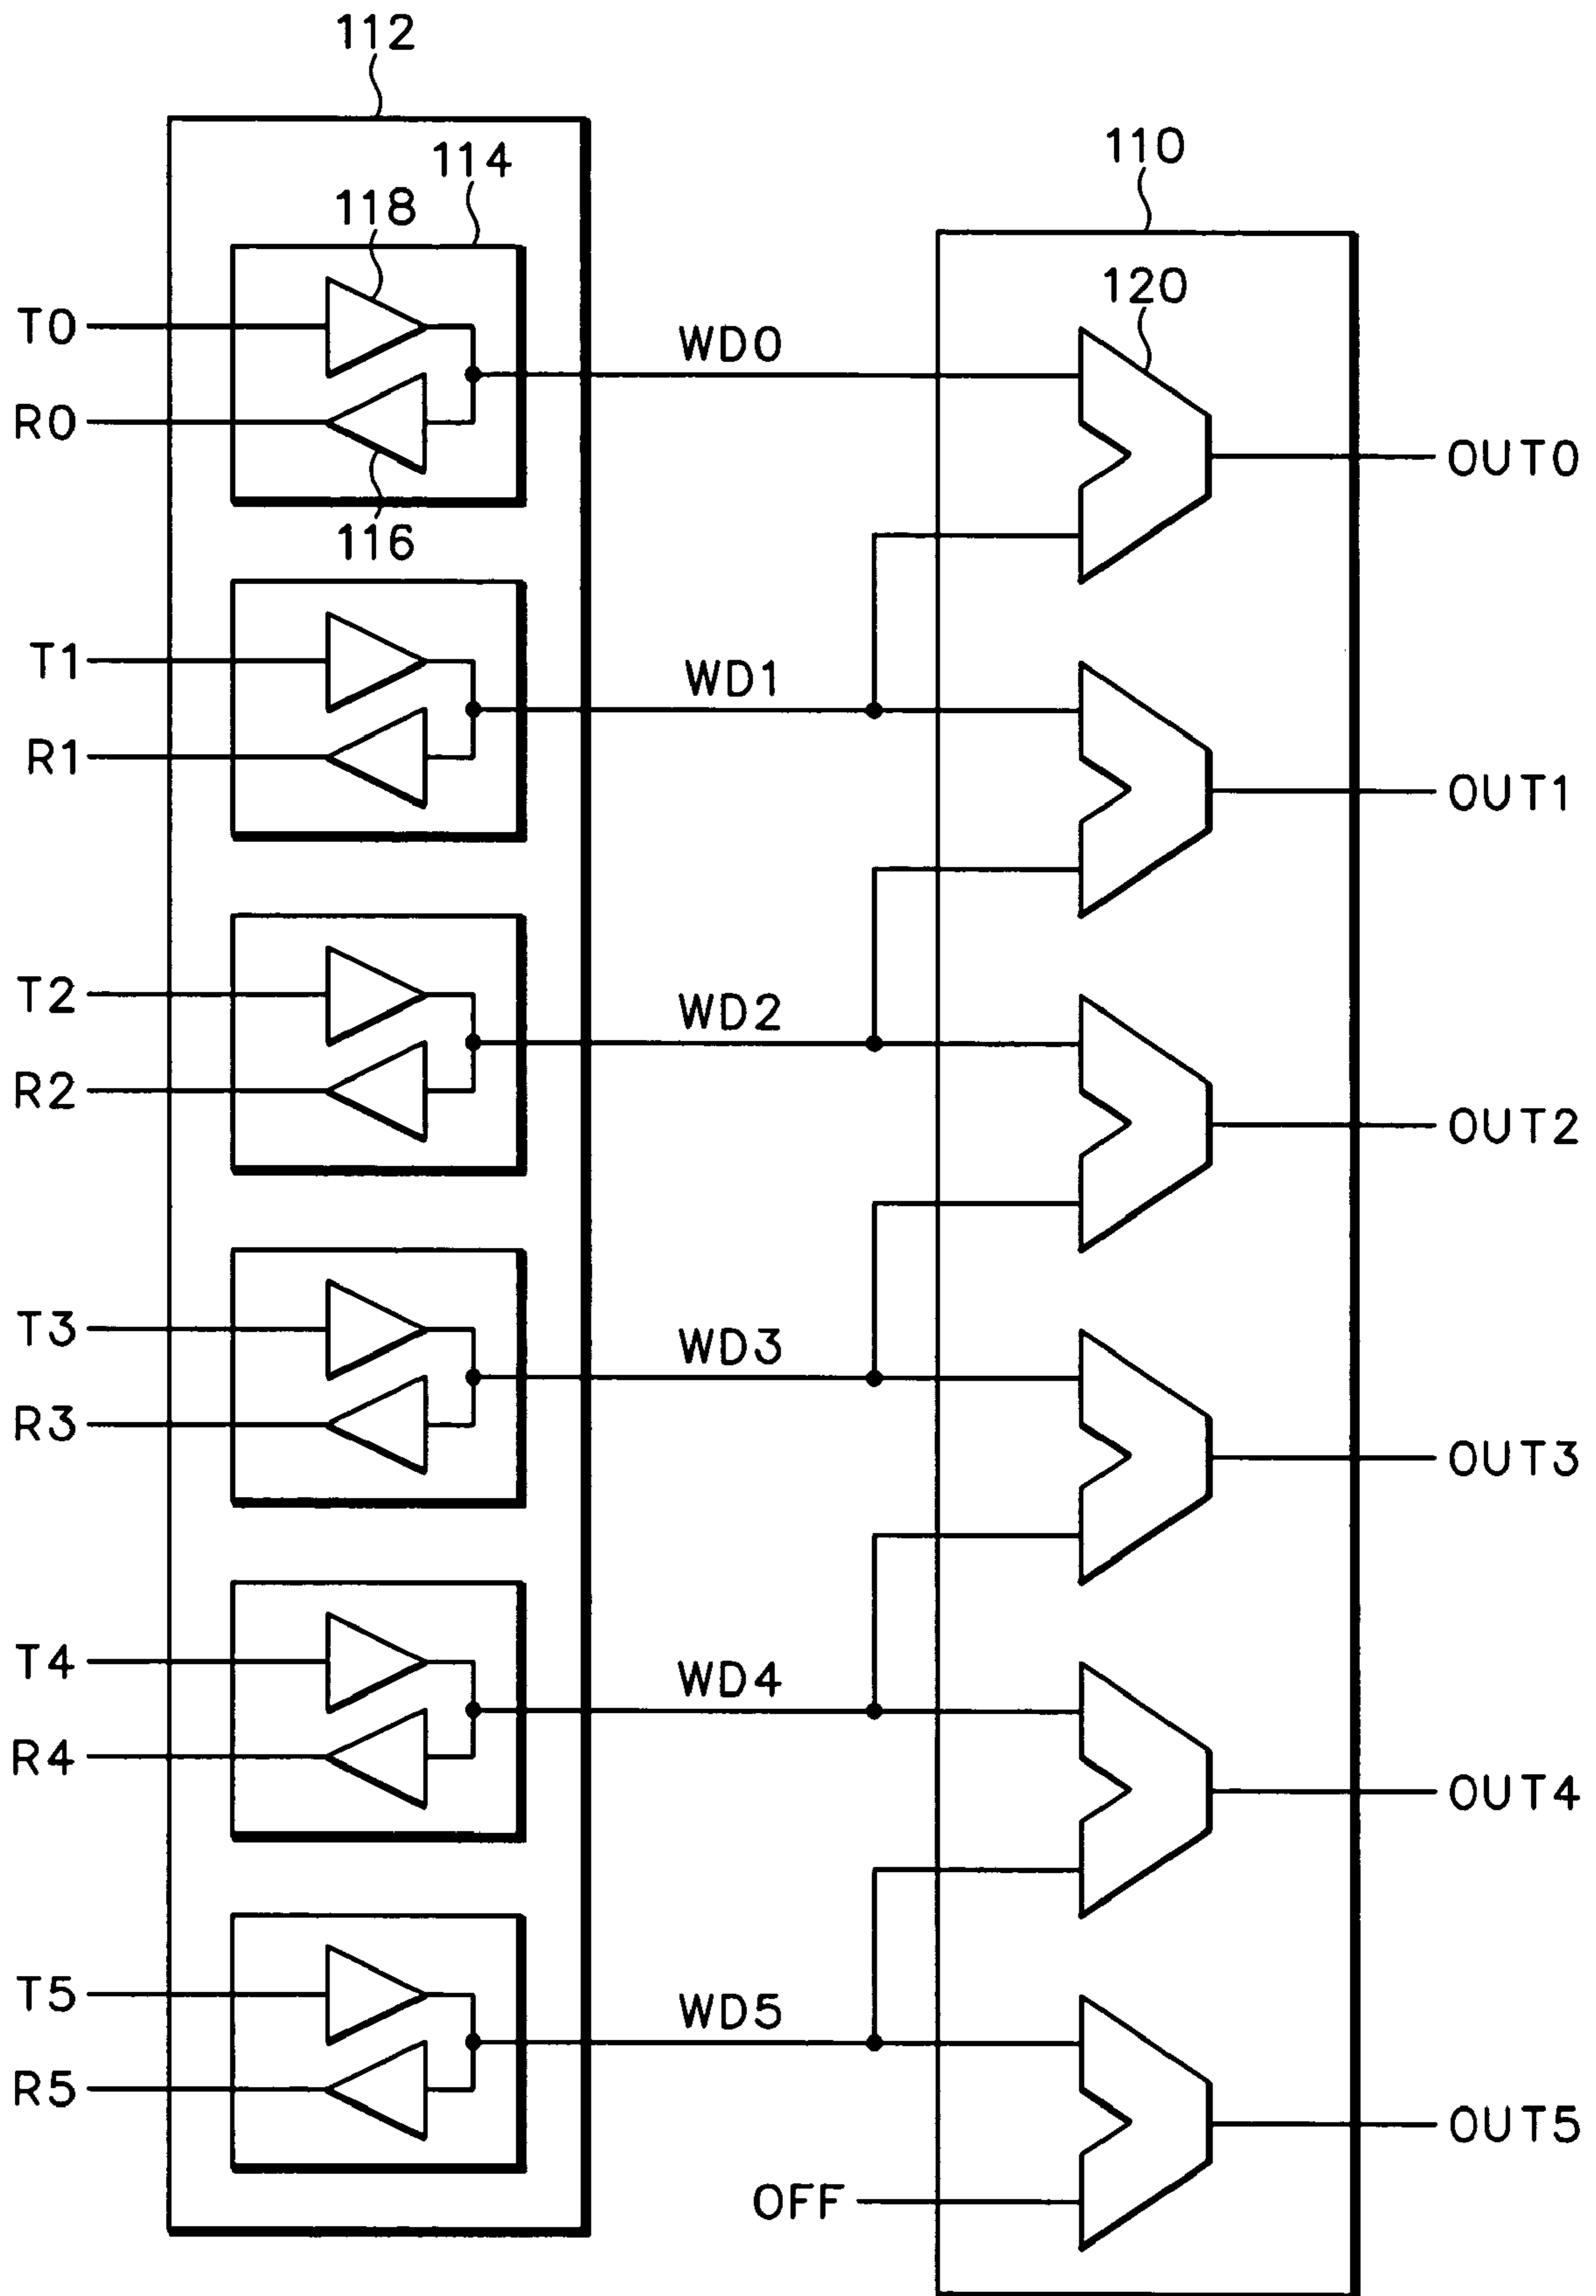 112
110
114
118
120
T0
WD0
R0
OUT0
116
T1
WD1
R1
OUT1
T2
WD2
R2
OUT2
T3
WD3
R3
OUT3
T4
WD4
R4
OUT4
T5
WD5
R5
OUT5
OFF